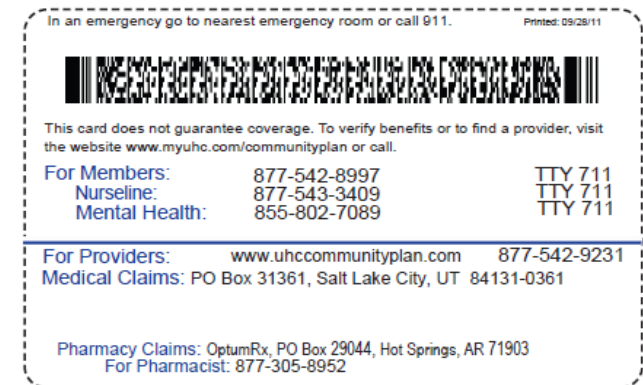 In an emergency go to nearest emergency room or call 911. Printed: 09/28/11
This card does not guarantee coverage. To verify benefits or to find a provider, visit
the website www.myuhc.com/communityplan or call.
For Members: 877-542-8997 TTY 711
Nurseline: 877-543-3409 TTY 711
Mental Health: 855-802-7089 TTY 711
For Providers: www.uhccommunityplan.com 877-542-9231
Medical Claims: PO Box 31361, Salt Lake City, UT 84131-0361
Pharmacy Claims: OptumRx, PO Box 29044, Hot Springs, AR 71903
For Pharmacist: 877-305-8952